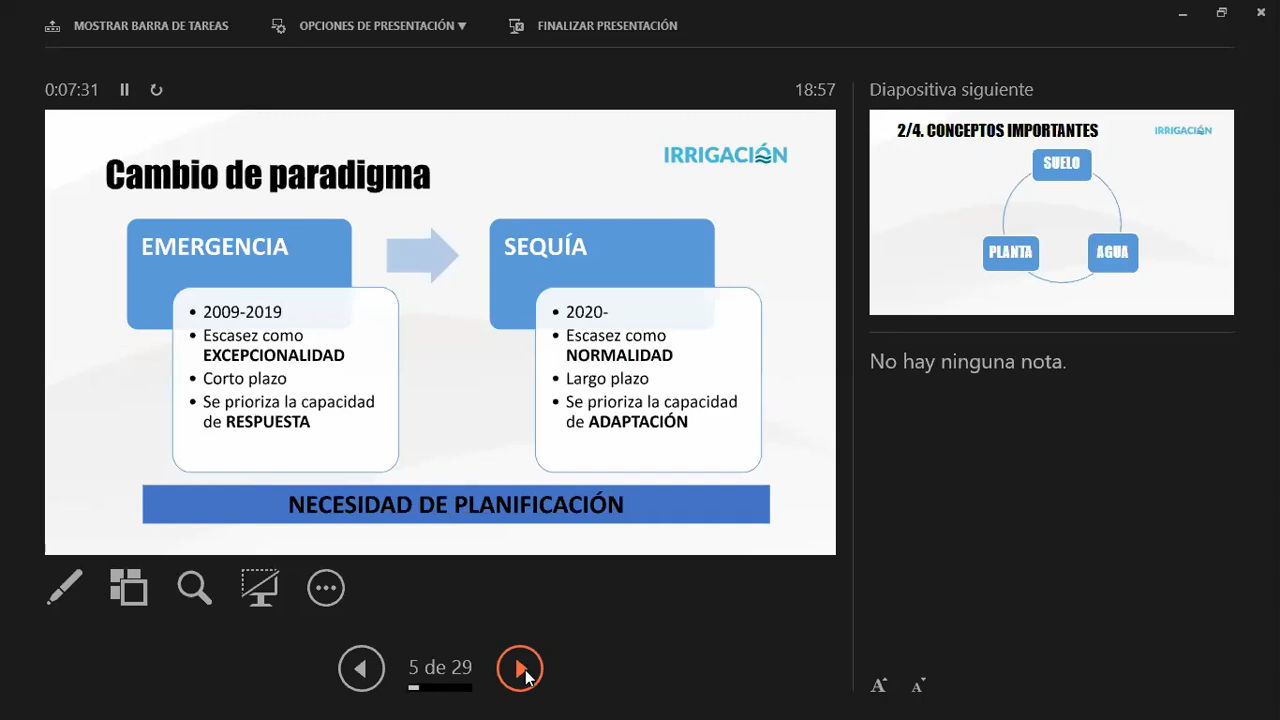 MOSTRAR BARRA DE TAREAS
OPCIONES DE PRESENTACIÓN ▼
FINALIZAR PRESENTACIÓN
0:07:31
18:57
Cambio de paradigma
IRRIGACIÓN
EMERGENCIA
• 2009-2019
• Escasez como
EXCEPCIONALIDAD
• Corto plazo
• Se prioriza la capacidad
de RESPUESTA
SEQUÍA
• 2020-
• Escasez como
NORMALIDAD
• Largo plazo
• Se prioriza la capacidad
de ADAPTACIÓN
NECESIDAD DE PLANIFICACIÓN
5 de 29
Diapositiva siguiente
2/4. CONCEPTOS IMPORTANTES
IRRIGACIÓN
SUELO
PLANTA
AGUA
No hay ninguna nota.
A
A